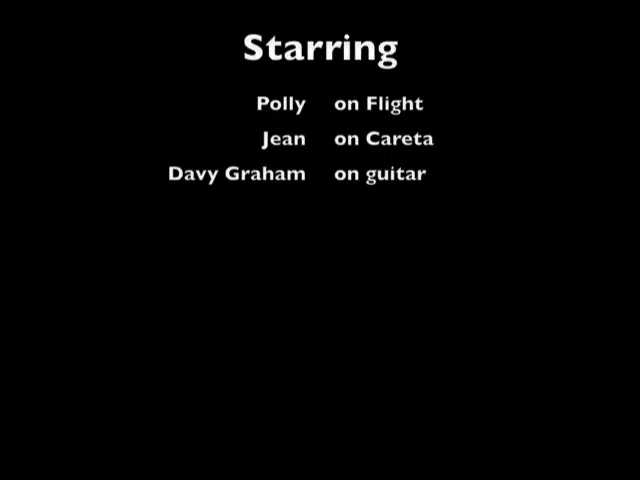 Starring
Polly on Flight
Jean on Careta
Davy Graham on guitar